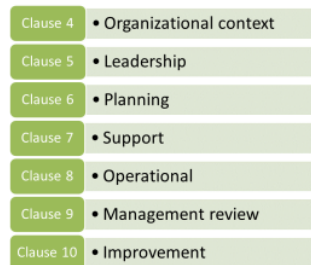 Clause 4 • Organizational context
Clause 5 • Leadership
Clause 6 • Planning
Clause 7 • Support
Clause 8 • Operational
Clause 9 • Management review
Clause 10 • Improvement